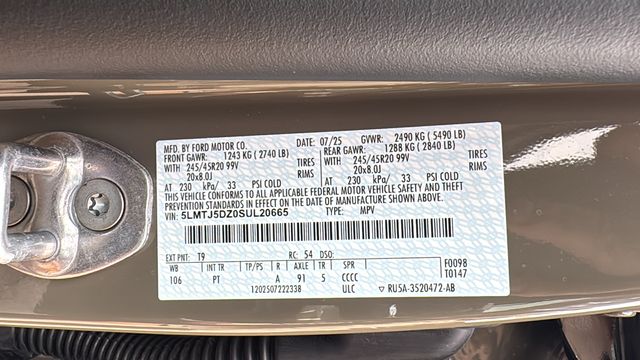 MFD. BY FORD MOTOR CO. 07/25 GVWR: 2490 KG ( 5490 LB)
FRONT GAWR: 1243 KG ( 2740 LB) REAR GAWR: 1288 KG ( 2840 LB)
WITH 245/45R20 99V TIRES WITH 245/45R20 99V TIRES
20x8.0J RIMS 20x8.0J RIMS
AT 230 kPa/ 33 PSI COLD AT 230 kPa/ 33 PSI COLD
THIS VEHICLE CONFORMS TO ALL APPLICABLE FEDERAL MOTOR VEHICLE SAFETY AND THEFT
PREVENTION STANDARDS IN EFFECT ON THE DATE OF MANUFACTURE SHOWN ABOVE.
VIN: 5LMTJ5DZ0SUL20665 TYPE: MPV
EXT PNT: T9 RC: 54 DSO: F0098
WB INT TR TP/PS R AXLE TR SPR T0147
106 PT A 91 5 CCCC
1202507222338 ULC RU5A-3520472-AB